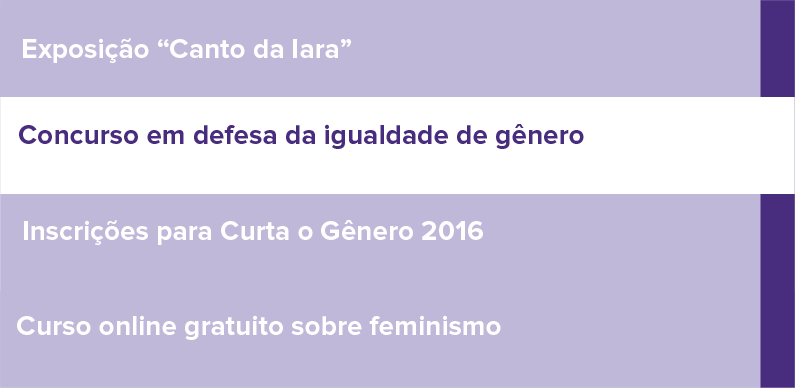 Exposição “Canto da Iara”
Concurso em defesa da igualdade de gênero
Inscrições para Curta o Gênero 2016
Curso online gratuito sobre feminismo